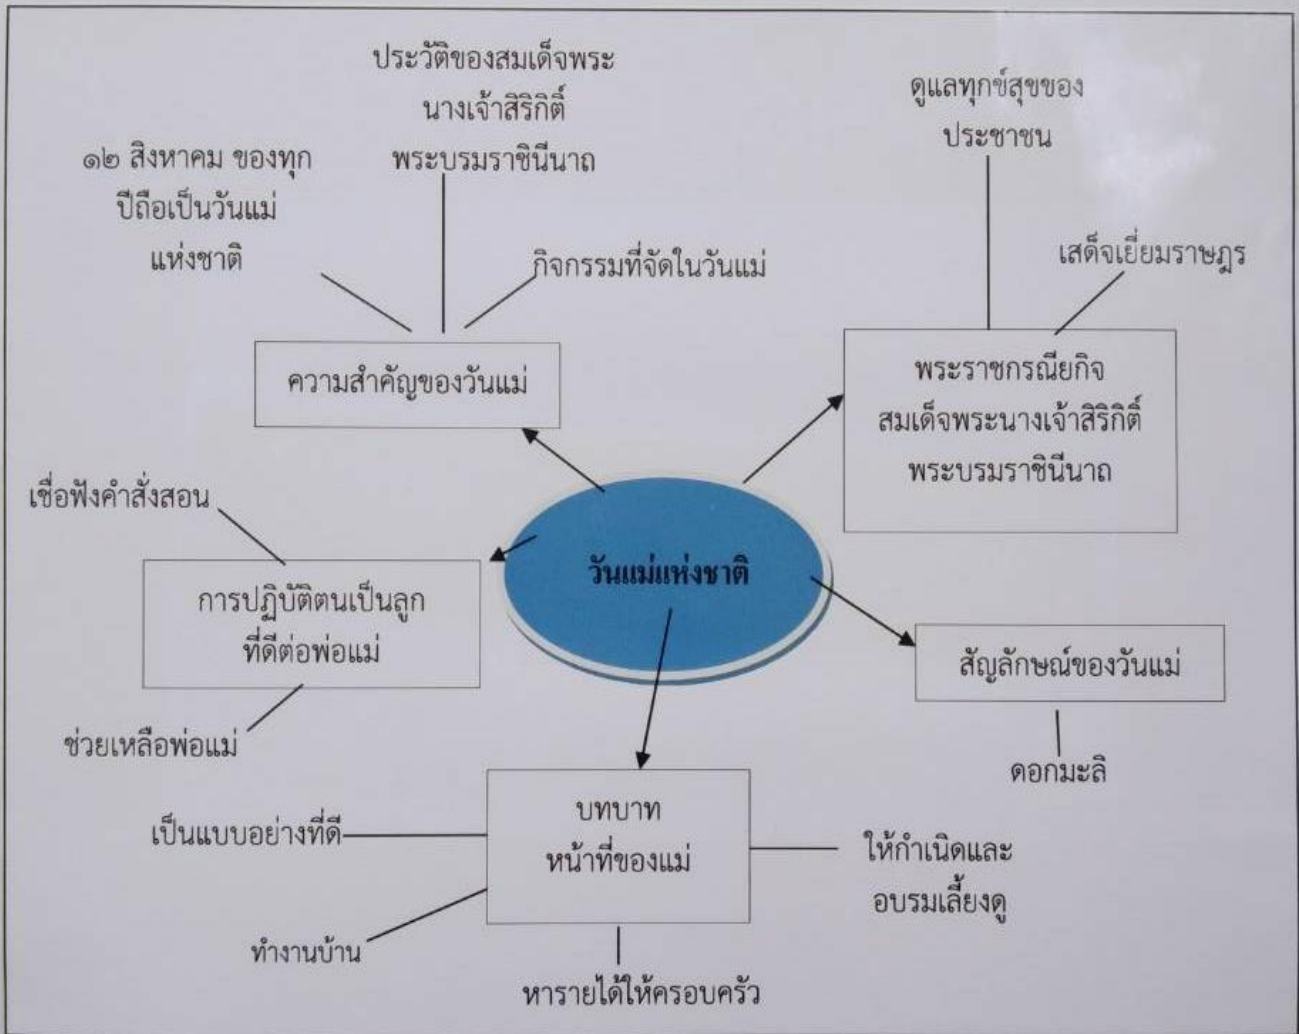 ประวัติของสมเด็จพระ
นางเจ้าสิริกิติ์
พระบรมราชินีนาถ
๑๒ สิงหาคม ของทุก
ปีถือเป็นวันแม่
แห่งชาติ
กิจกรรมที่จัดในวันแม่
ความสำคัญของวันแม่
ดูแลทุกข์สุขของ
ประชาชน
เสด็จเยี่ยมราษฎร
พระราชกรณียกิจ
สมเด็จพระนางเจ้าสิริกิติ์
พระบรมราชินีนาถ
วันแม่แห่งชาติ
เชื่อฟังคำสั่งสอน
การปฏิบัติตนเป็นลูก
ที่ดีต่อพ่อแม่
ช่วยเหลือพ่อแม่
สัญลักษณ์ของวันแม่
ดอกมะลิ
บทบาท
หน้าที่ของแม่
เป็นแบบอย่างที่ดี
ทำงานบ้าน
หารายได้ให้ครอบครัว
ให้กำเนิดและ
อบรมเลี้ยงดู